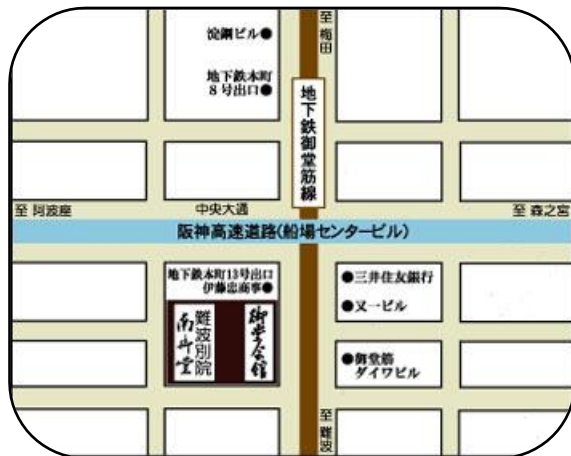 至梅田
淀鋼ビル●
地下鉄本町
8号出口●
地下鉄御堂筋線
至 阿波座
中央大通
至 森之宮
阪神高速道路(船場センタービル)
地下鉄本町13号出口
伊藤忠商事●
●三井住友銀行
●又一ビル
南御堂
難波別院
御堂会館
●御堂筋
ダイワビル
至難波